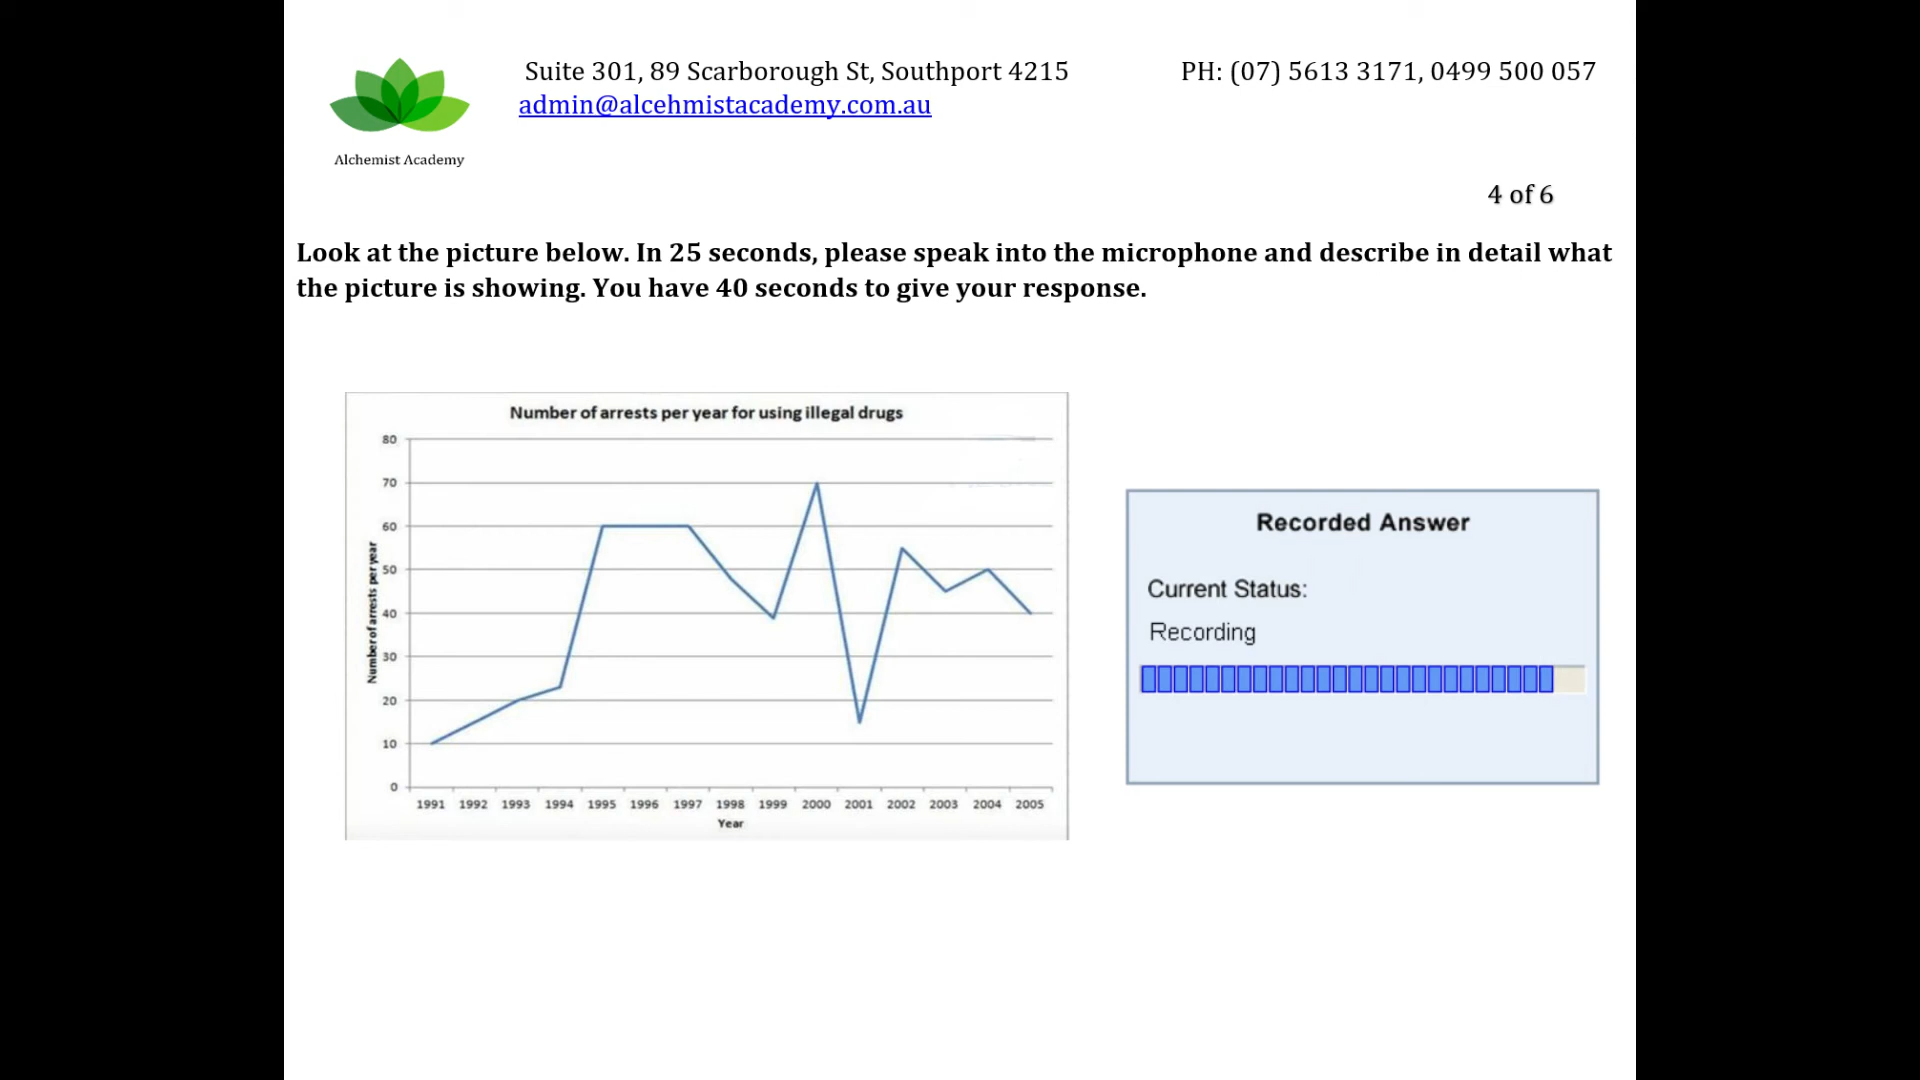 Suite 301, 89 Scarborough St, Southport 4215 PH: (07) 5613 3171, 0499 500 057
admin@alcehmistacademy.com.au
Alchemist Academy
4 of 6
Look at the picture below. In 25 seconds, please speak into the microphone and describe in detail what
the picture is showing. You have 40 seconds to give your response.
Number of arrests per year for using illegal drugs
80
70
60
50
40
30
20
10
0
Number of arrests per year
1991 1992 1993 1994 1995 1996 1997 1998 1999 2000 2001 2002 2003 2004 2005
Year
Recorded Answer
Current Status:
Recording